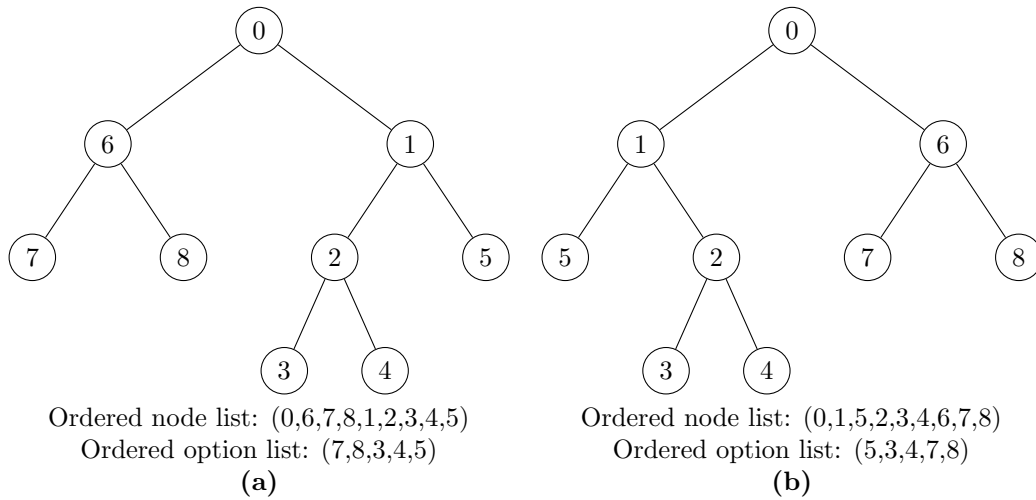 0
6 1
7 8 2 5
3 4
Ordered node list: (0,6,7,8,1,2,3,4,5)
Ordered option list: (7,8,3,4,5)
(a)
0
1 6
5 2 7 8
3 4
Ordered node list: (0,1,5,2,3,4,6,7,8)
Ordered option list: (5,3,4,7,8)
(b)